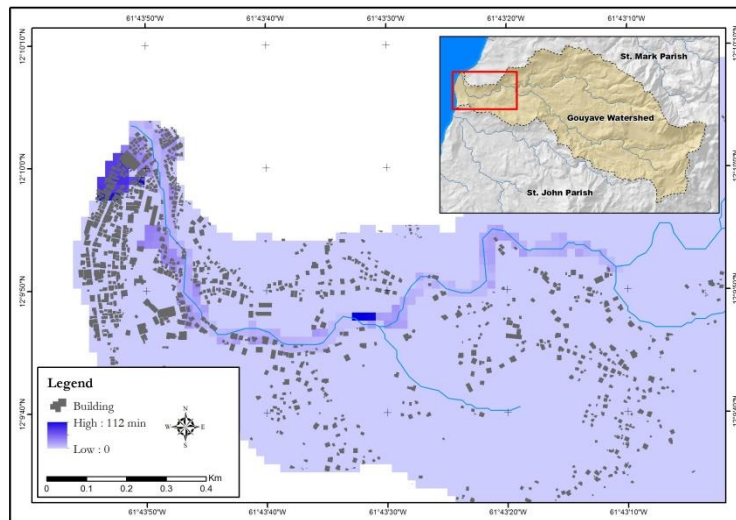 61°43'50"W 61°43'40"W 61°43'30"W 61°43'20"W 61°43'10"W
12°10'10"N
St. Mark Parish
Gouyave Watershed
St. John Parish
12°10'0"N
12°9'50"N
12°9'40"N
Legend
Building
High : 112 min
Low : 0
N
W E
S
Km
0 0.1 0.2 0.3 0.4
61°43'50"W 61°43'40"W 61°43'30"W 61°43'20"W 61°43'10"W